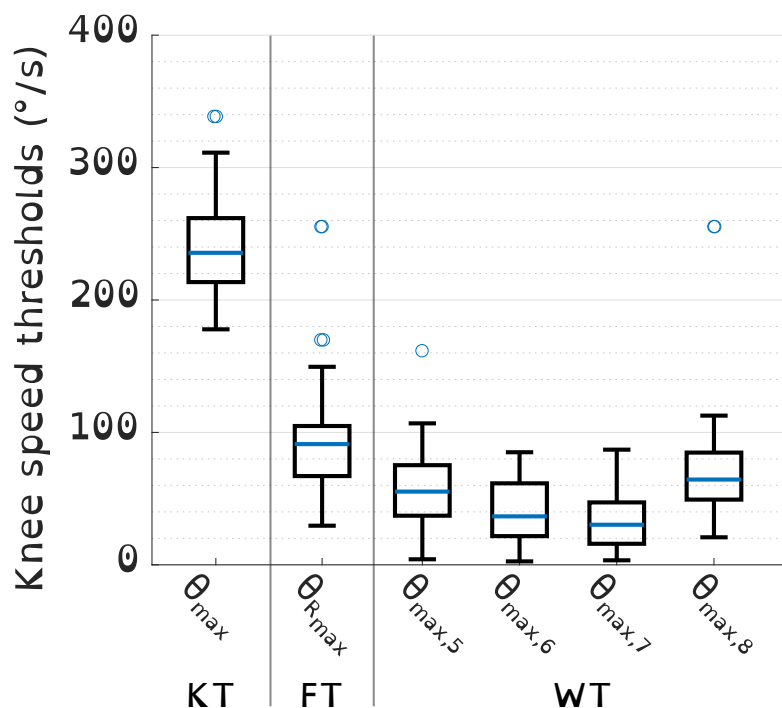 Knee speed thresholds (°/s)
400
300
200
100
0
θmax
θRmax
θmax,5
θmax,6
θmax,7
θmax,8
KT
FT
WT